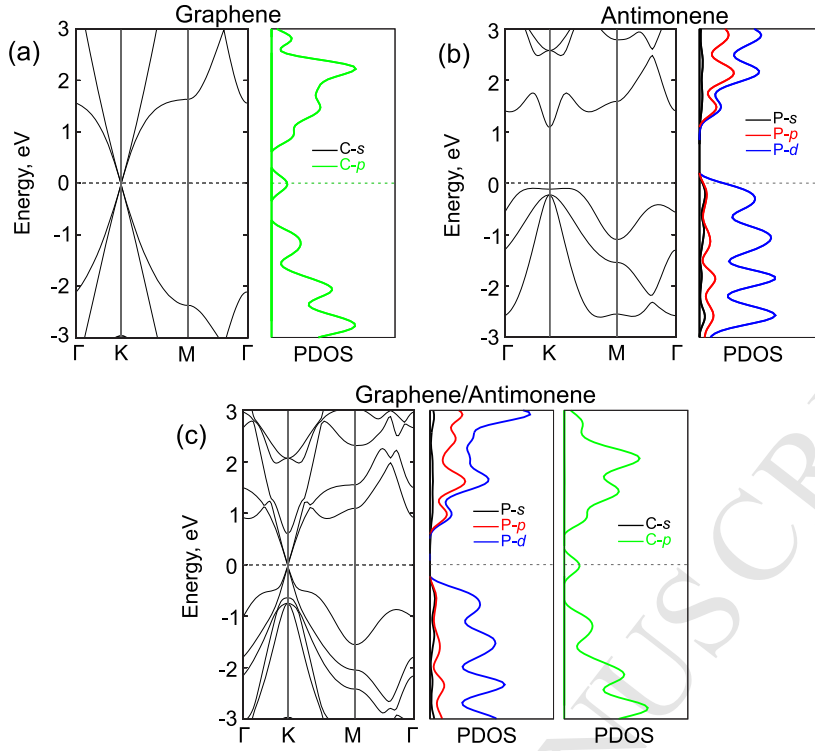 Graphene
(a)
Energy, eV
3
2
1
0
-1
-2
-3
Γ K M Γ
C-s
C-p
PDOS
Antimonene
(b)
Energy, eV
3
2
1
0
-1
-2
-3
Γ K M Γ
P-s
P-p
P-d
PDOS
Graphene/Antimonene
(c)
Energy, eV
3
2
1
0
-1
-2
-3
Γ K M Γ
P-s
P-p
P-d
PDOS
C-s
C-p
PDOS
NUSCR